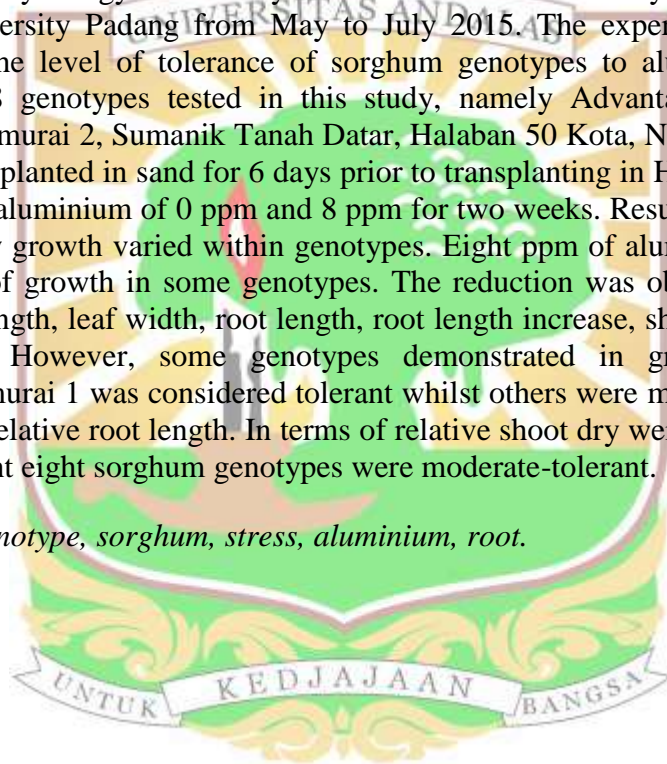 ersity Padang from May to July 2015. The exper
UNIVERSITAS ANDALAS
ne level of tolerance of sorghum genotypes to al
8 genotypes tested in this study, namely Advanta
murai 2, Sumanik Tanah Datar, Halaban 50 Kota, N
planted in sand for 6 days prior to transplanting in H
aluminium of 0 ppm and 8 ppm for two weeks. Resu
growth varied within genotypes. Eight ppm of alu
of growth in some genotypes. The reduction was ob
ngth, leaf width, root length, root length increase, sh
However, some genotypes demonstrated in gr
murai 1 was considered tolerant whilst others were m
elative root length. In terms of relative shoot dry we
nt eight sorghum genotypes were moderate-tolerant.
notype, sorghum, stress, aluminium, root.
UNTUK KEDJAJAAN BANGSA